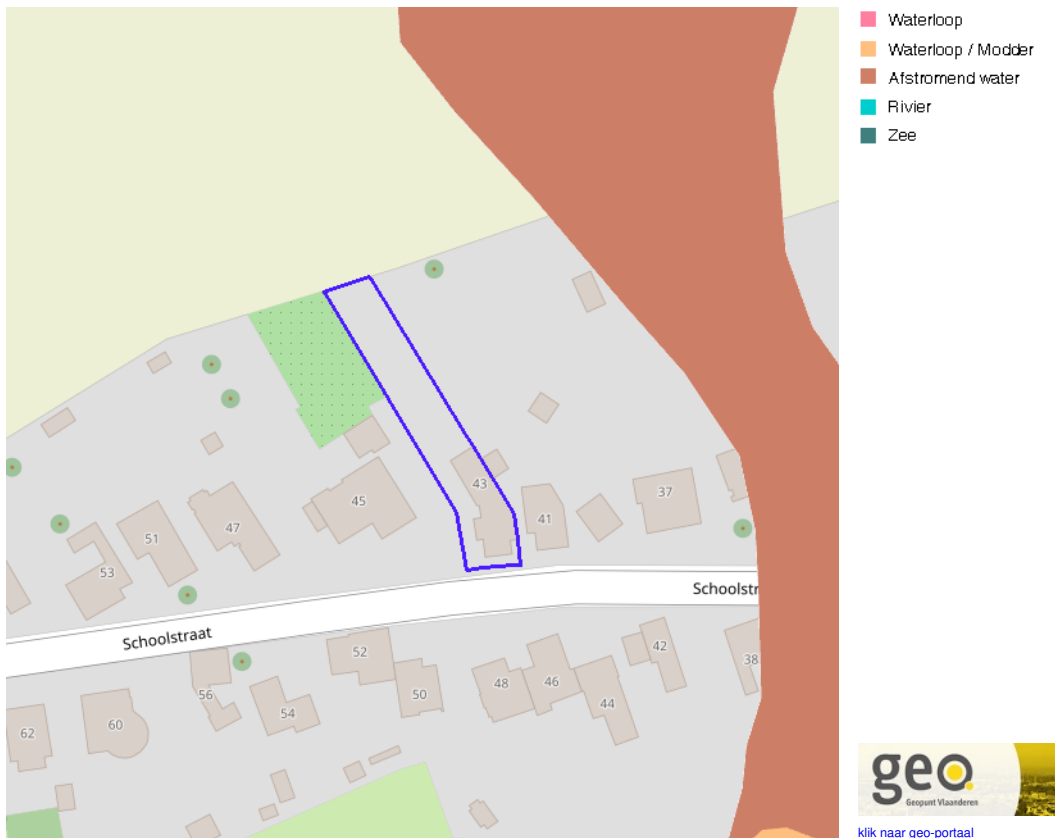 Waterloop
Waterloop / Modder
Afstromend water
Rivier
Zee
43
45
37
41
47
51
53
Schoolstr
Schoolstraat
52
42
38
56
50
48
46
44
54
60
62
geo
Geopunt Vlaanderen
klik naar geo-portaal